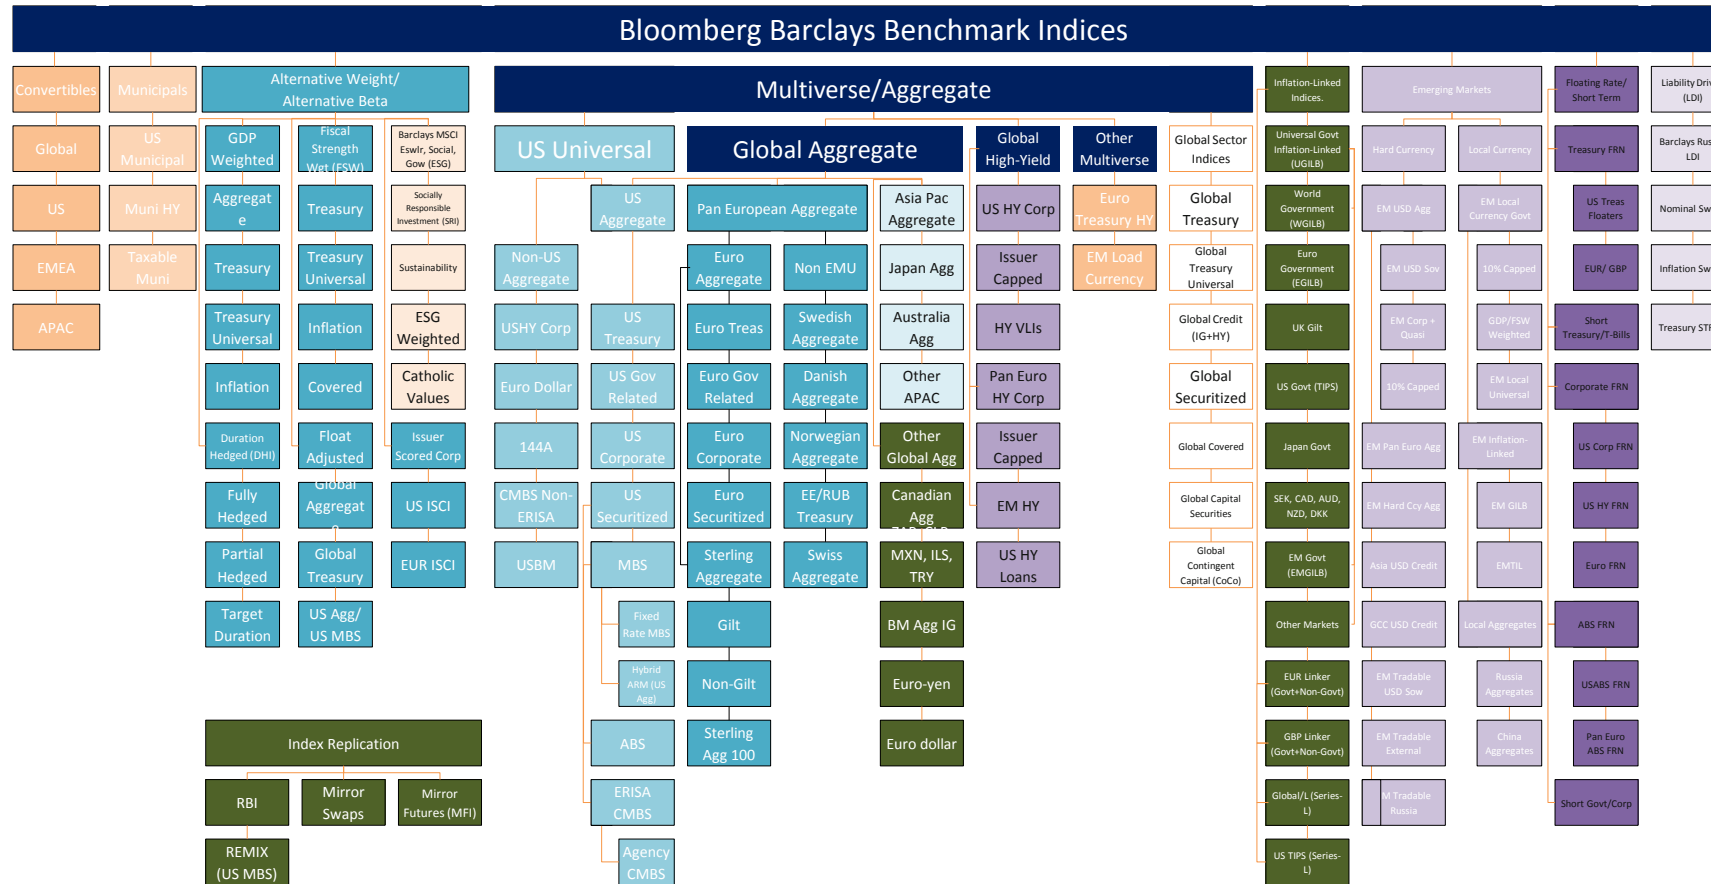 Bloomberg Barclays Benchmark Indices
Convertibles
Global
US
EMEA
APAC
Municipals
US
Municipal
Muni HY
Taxable
Muni
Alternative Weight/
Alternative Beta
GDP
Weighted
Aggregat
e
Treasury
Treasury
Universal
Inflation
Duration
Hedged (DHI)
Fully
Hedged
Partial
Hedged
Target
Duration
Fiscal
Strength
Wgt (FSW)
Treasury
Treasury
Universal
Inflation
Covered
Float
Adjusted
Global
Aggregat
e
Global
Treasury
US Agg/
US MBS
Barclays MSCI
Eswlr, Social,
Gow (ESG)
Socially
Responsible
Investment (SRI)
Sustainability
ESG
Weighted
Catholic
Values
Issuer
Scored Corp
US ISCI
EUR ISCI
Index Replication
RBI
REMIX
(US MBS)
Mirror
Swaps
Mirror
Futures (MFI)
Multiverse/Aggregate
US Universal
Non-US
Aggregate
USHY Corp
Euro Dollar
144A
CMBS Non-
ERISA
USBM
US
Aggregate
US
Treasury
US Gov
Related
US
Corporate
US
Securitized
MBS
Fixed
Rate MBS
Hybrid
ARM (US
Agg)
ABS
ERISA
CMBS
Agency
CMBS
Global Aggregate
Pan European Aggregate
Euro
Aggregate
Euro Treas
Euro Gov
Related
Euro
Corporate
Euro
Securitized
Sterling
Aggregate
Gilt
Non-Gilt
Sterling
Agg 100
Non EMU
Swedish
Aggregate
Danish
Aggregate
Norwegian
Aggregate
EE/RUB
Treasury
Swiss
Aggregate
Asia Pac
Aggregate
Japan Agg
Australia
Agg
Other
APAC
Other
Global Agg
Canadian
Agg
MXN, ILS,
TRY
BM Agg IG
Euro-yen
Euro dollar
Global
High-Yield
US HY Corp
Issuer
Capped
HY VLIs
Pan Euro
HY Corp
Issuer
Capped
EM HY
US HY
Loans
Other
Multiverse
Euro
Treasury HY
EM Load
Currency
Global Sector
Indices
Global
Treasury
Global
Treasury
Universal
Global Credit
(IG+HY)
Global
Securitized
Global Covered
Global Capital
Securities
Global
Contingent
Capital (CoCo)
Inflation-Linked
Indices.
Universal Govt
Inflation-Linked
(UGILB)
World
Government
(WGILB)
Euro
Government
(EGILB)
UK Gilt
US Govt (TIPS)
Japan Govt
SEK, CAD, AUD,
NZD, DKK
EM Govt
(EMGILB)
Other Markets
EUR Linker
(Govt+Non-Govt)
GBP Linker
(Govt+Non-Govt)
Global/L (Series-
L)
US TIPS (Series-
L)
Emerging Markets
Hard Currency
EM USD Agg
EM USD Sov
EM Corp +
Quasi
10% Capped
EM Pan Euro Agg
EM Hard Ccy Agg
Asia USD Credit
GCC USD Credit
EM Tradable
USD Sow
EM Tradable
External
M Tradable
Russia
Local Currency
EM Local
Currency Govt
10% Capped
GDP/FSW
Weighted
EM Local
Universal
EM Inflation-
Linked
EM GILB
EMTIL
Local Aggregates
Russia
Aggregates
China
Aggregates
Floating Rate/
Short Term
Treasury FRN
US Treas
Floaters
EUR/ GBP
Short
Treasury/T-Bills
Corporate FRN
US Corp FRN
US HY FRN
Euro FRN
ABS FRN
USABS FRN
Pan Euro
ABS FRN
Short Govt/Corp
Liability Driv
(LDI)
Barclays Rus
LDI
Nominal Sw
Inflation Sw
Treasury STR